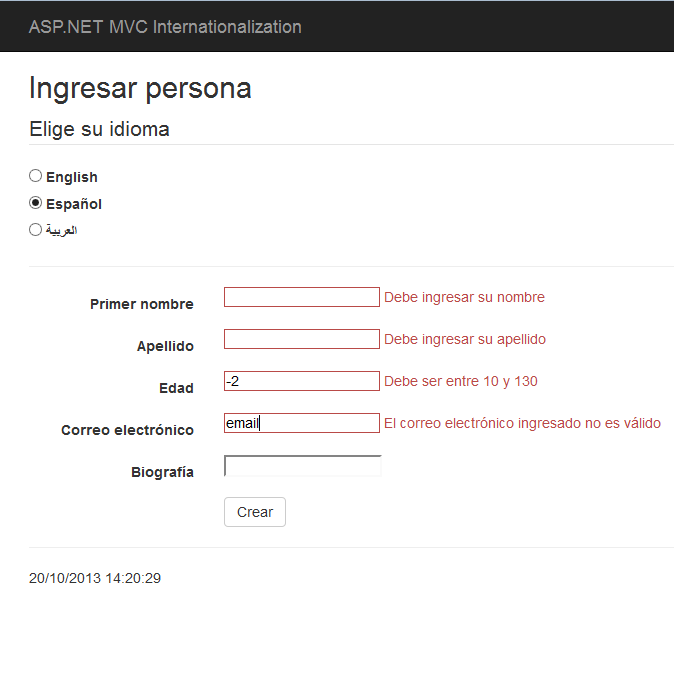 ASP.NET MVC Internationalization
Ingresar persona
Elige su idioma
English
Español
العربية
Primer nombre Debe ingresar su nombre
Apellido Debe ingresar su apellido
Edad -2 Debe ser entre 10 y 130
Correo electrónico email El correo electrónico ingresado no es válido
Biografía
Crear
20/10/2013 14:20:29